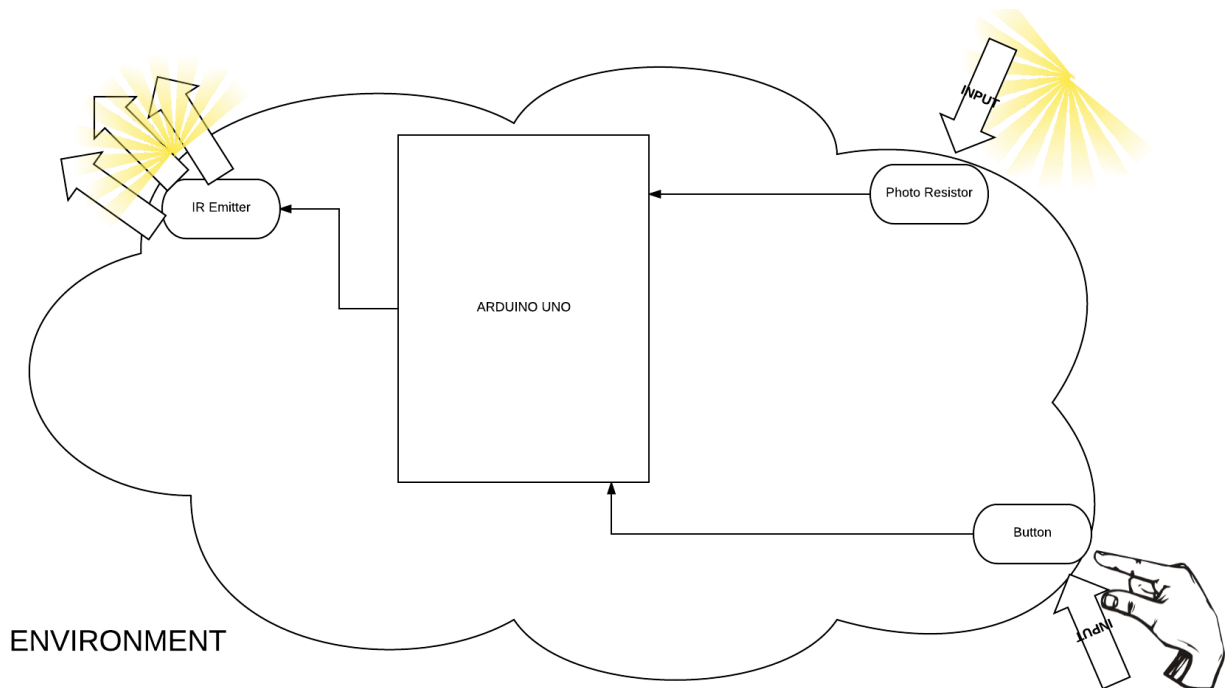 INPUT
Photo Resistor
IR Emitter
ARDUINO UNO
Button
INPUT
ENVIRONMENT